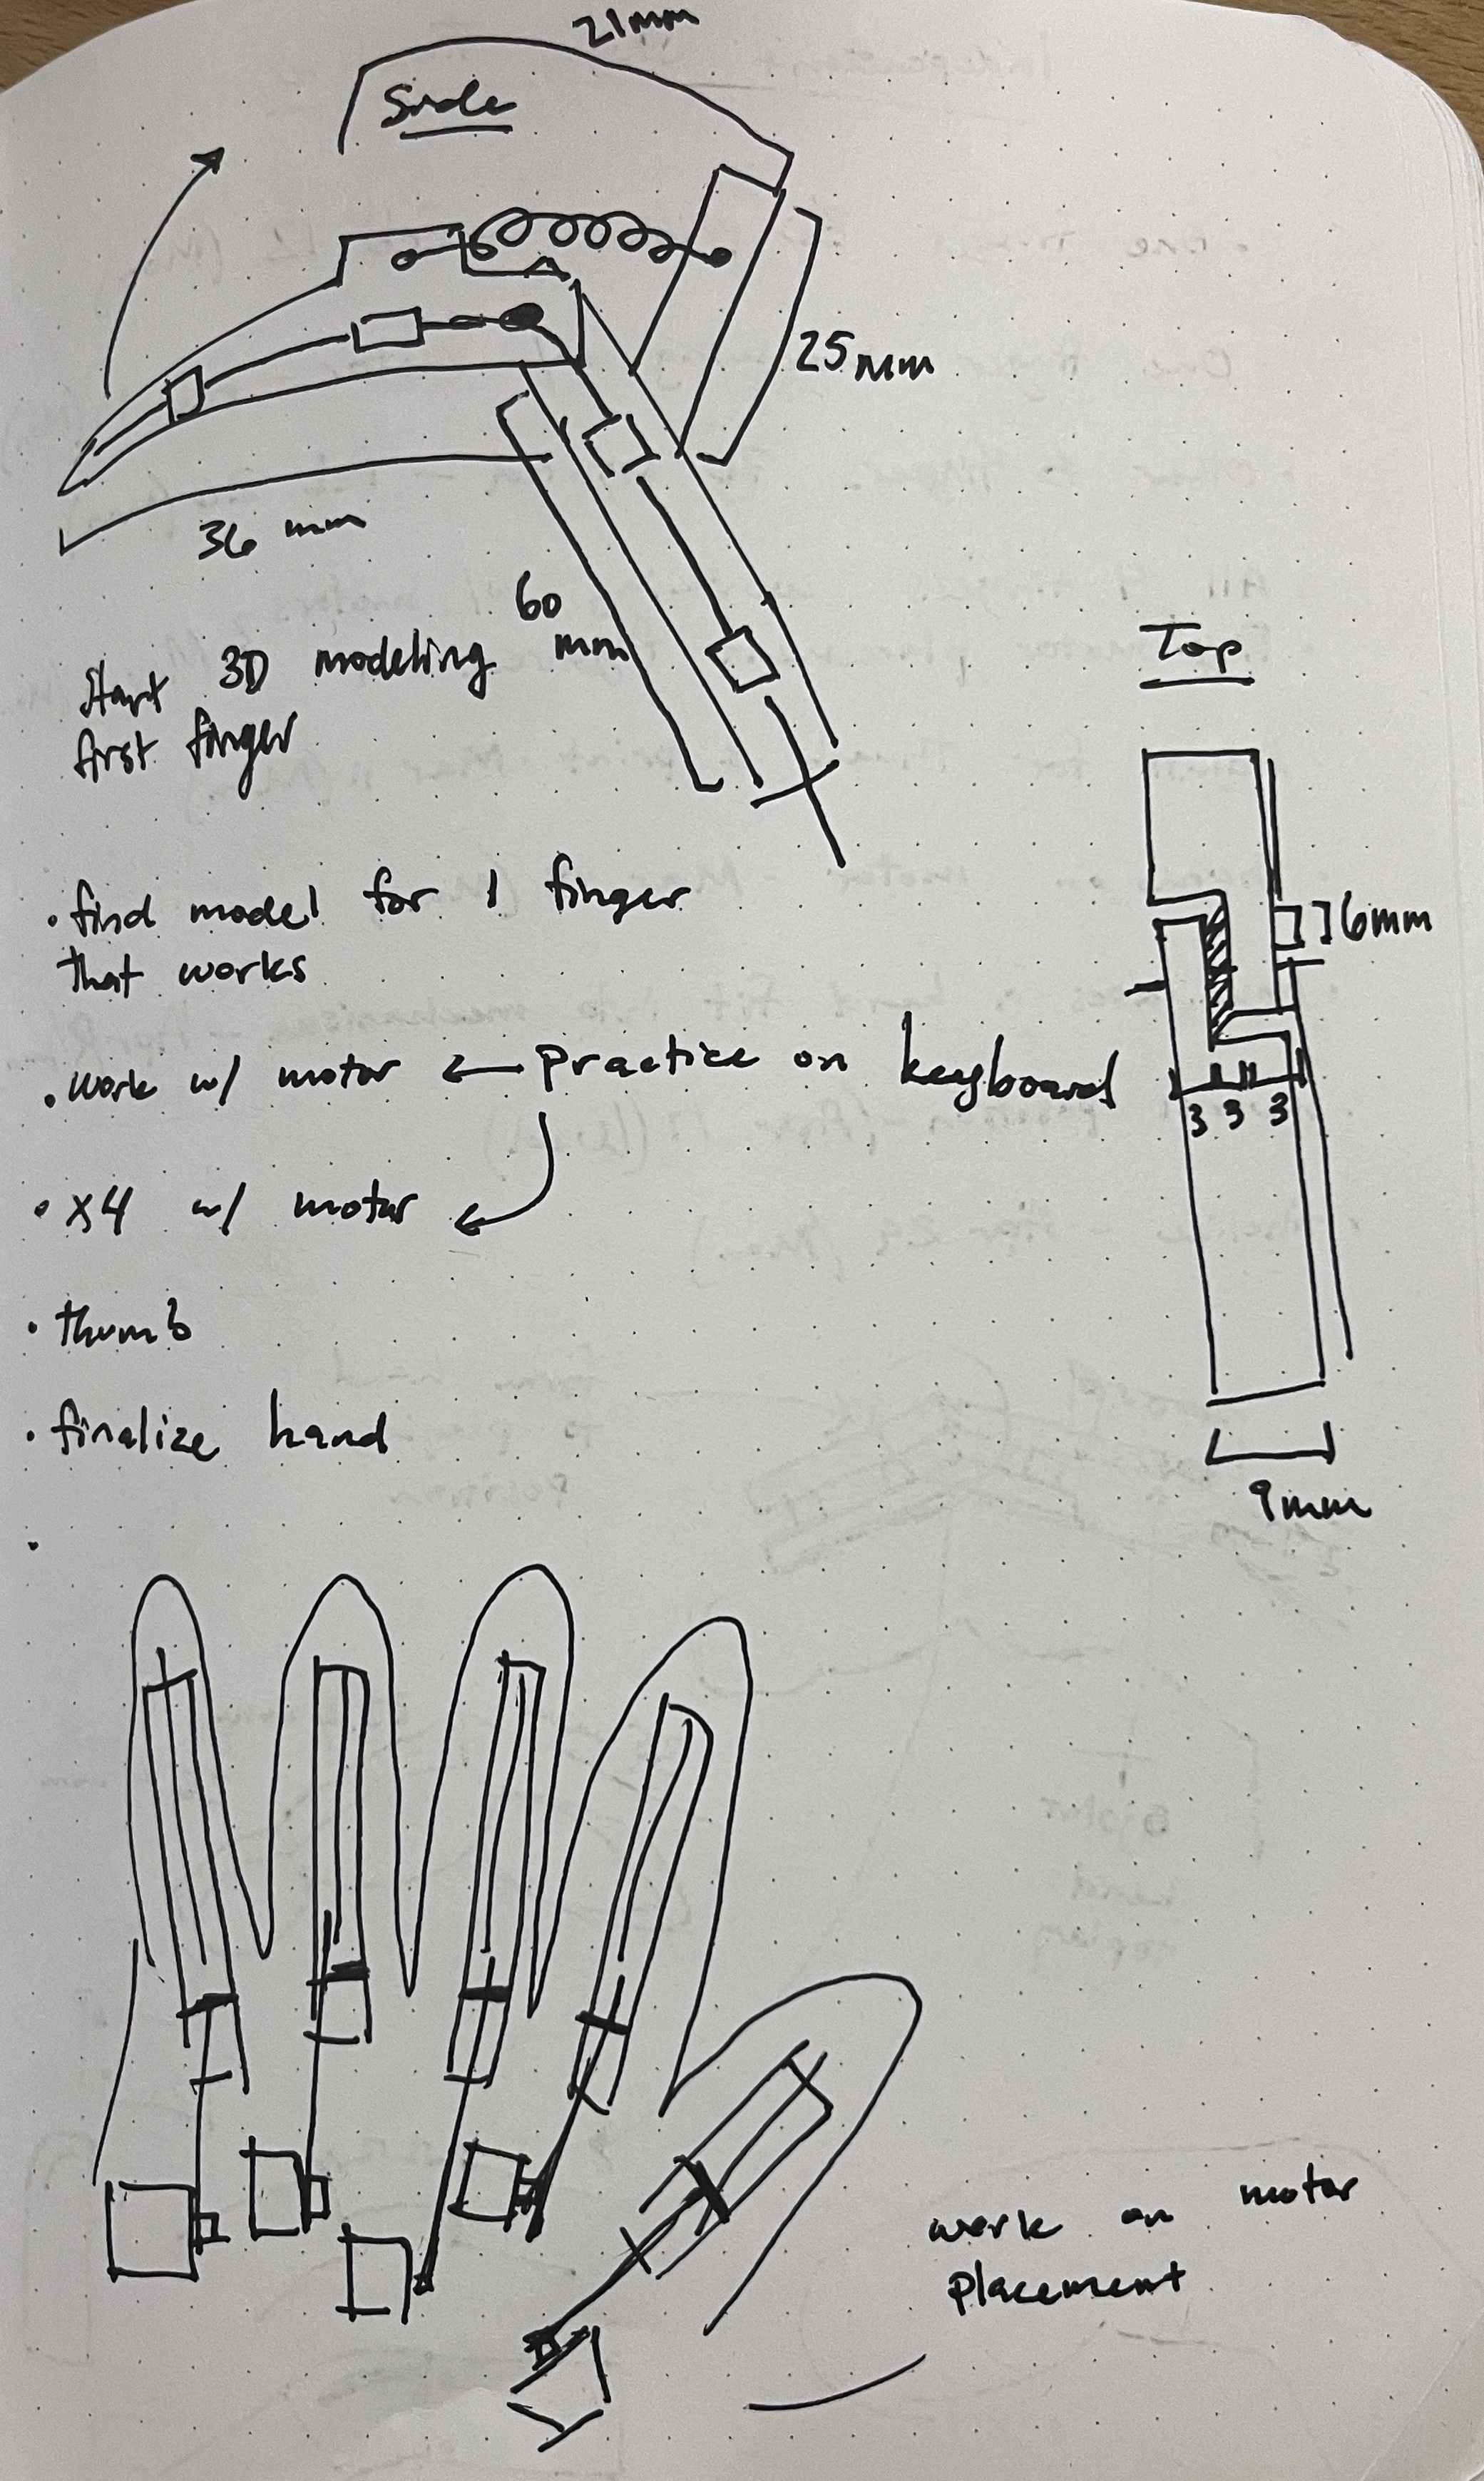 21mm
Side
25mm
36 mm
60
mm
Start 3D modeling
first finger
Top
6mm
3 3 3
9mm
• find model for 1 finger
that works
• work w/ motor ← practice on keyboard
• x4 w/ motor
• thumb
• finalize hand
•
work on motor
placement